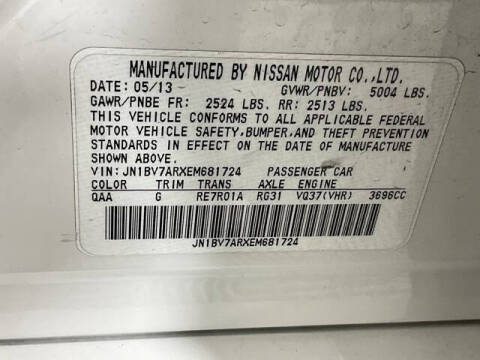 MANUFACTURED BY NISSAN MOTOR CO.,LTD.
DATE: 05/13 GVWR/PNBV: 5004 LBS.
GAWR/PNBE FR: 2524 LBS. RR: 2513 LBS.
THIS VEHICLE CONFORMS TO ALL APPLICABLE FEDERAL
MOTOR VEHICLE SAFETY,BUMPER,AND THEFT PREVENTION
STANDARDS IN EFFECT ON THE DATE OF MANUFACTURE
SHOWN ABOVE.
VIN: JN1BV7ARXEM681724 PASSENGER CAR
COLOR TRIM TRANS AXLE ENGINE
QAA G RE7R01A RG31 VQ37(VHR) 3696CC
JN1BV7ARXEM681724